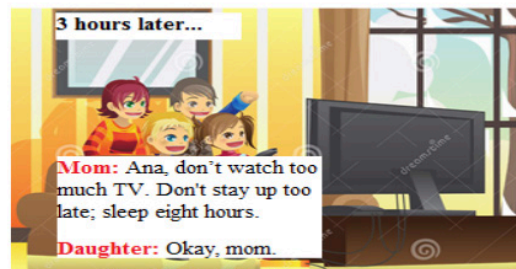 3 hours later...
Mom: Ana, don't watch too
much TV. Don't stay up too
late; sleep eight hours.
Daughter: Okay, mom.
dreamstime